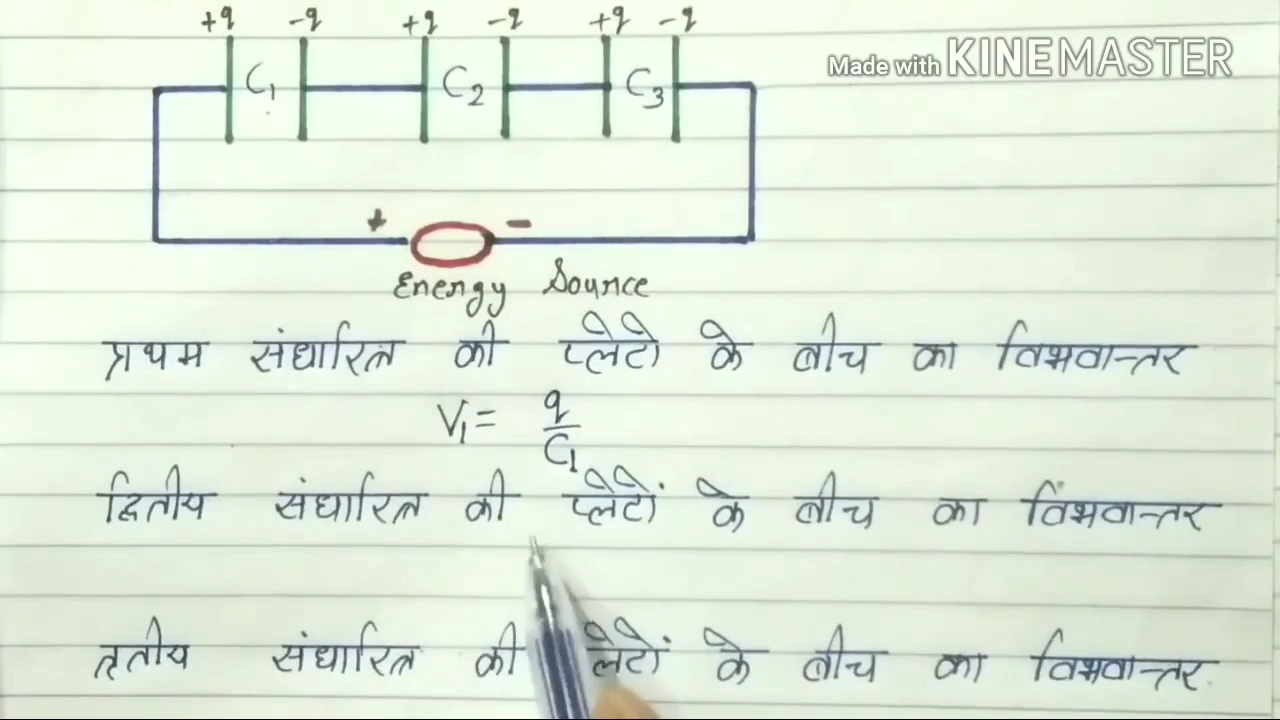 +q -q +q -q +q -q
Made with KINEMASTER
C₁ C₂ C₃
+ -
Energy Source
प्रथम संधारित्र की प्लेटो के बीच का विभवान्तर
V₁ = q/C₁
द्वितीय संधारित्र की प्लेटों के बीच का विंभवान्तर
तृतीय संधारित्र की प्लेटों के बीच का विभवान्तर